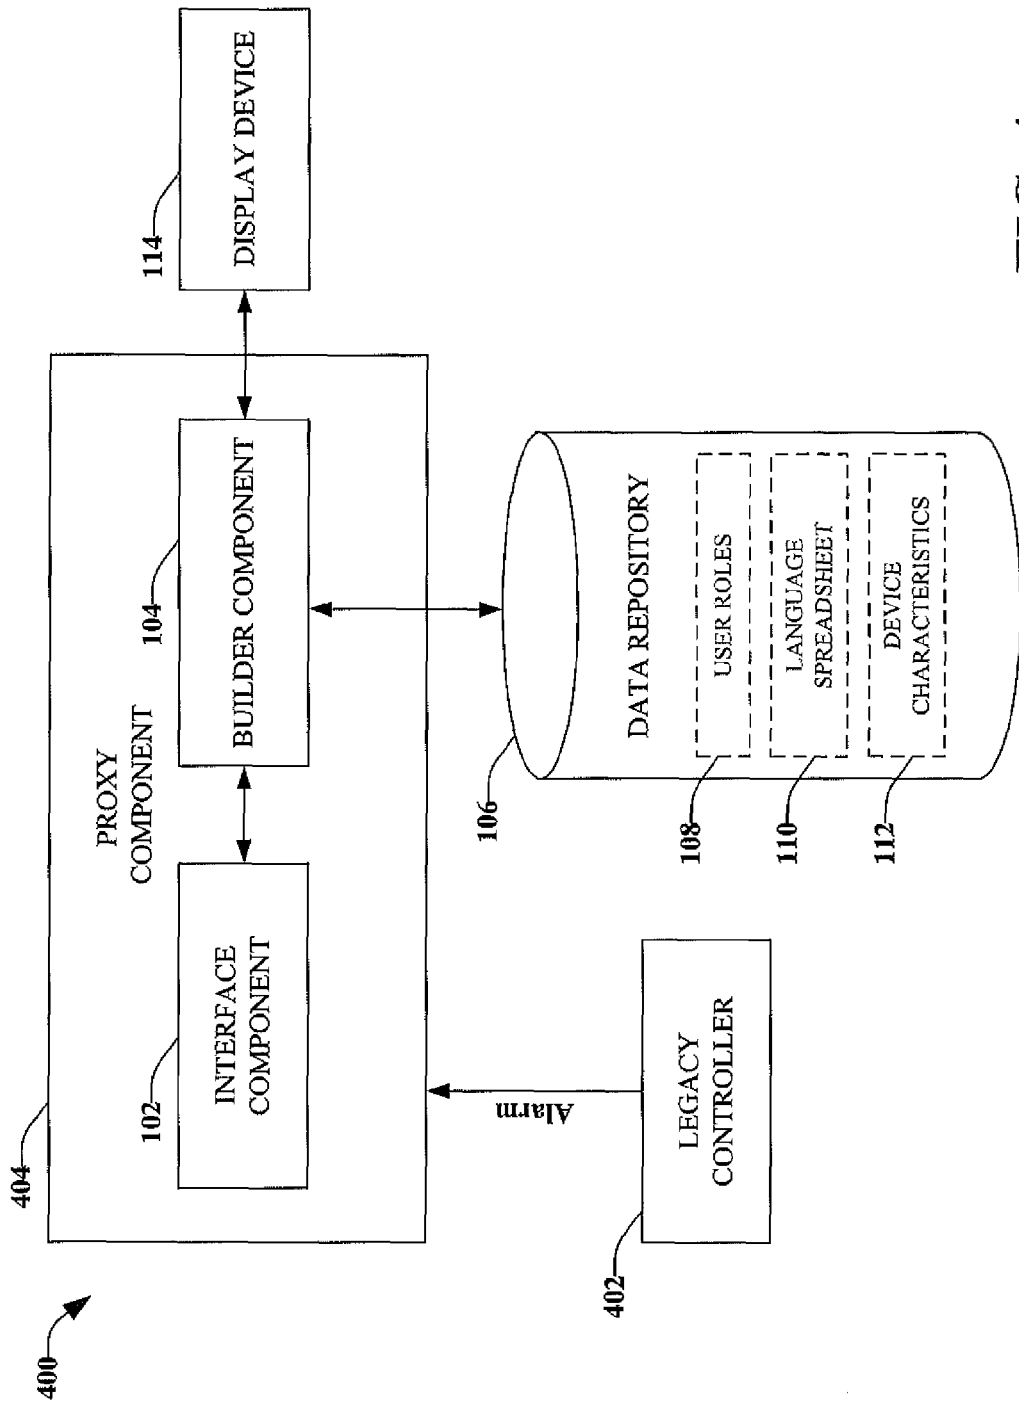 400
404
PROXY
COMPONENT
102
INTERFACE
COMPONENT
104
BUILDER COMPONENT
114
DISPLAY DEVICE
Alarm
402
LEGACY
CONTROLLER
106
DATA REPOSITORY
108
USER ROLES
110
LANGUAGE
SPREADSHEET
112
DEVICE
CHARACTERISTICS